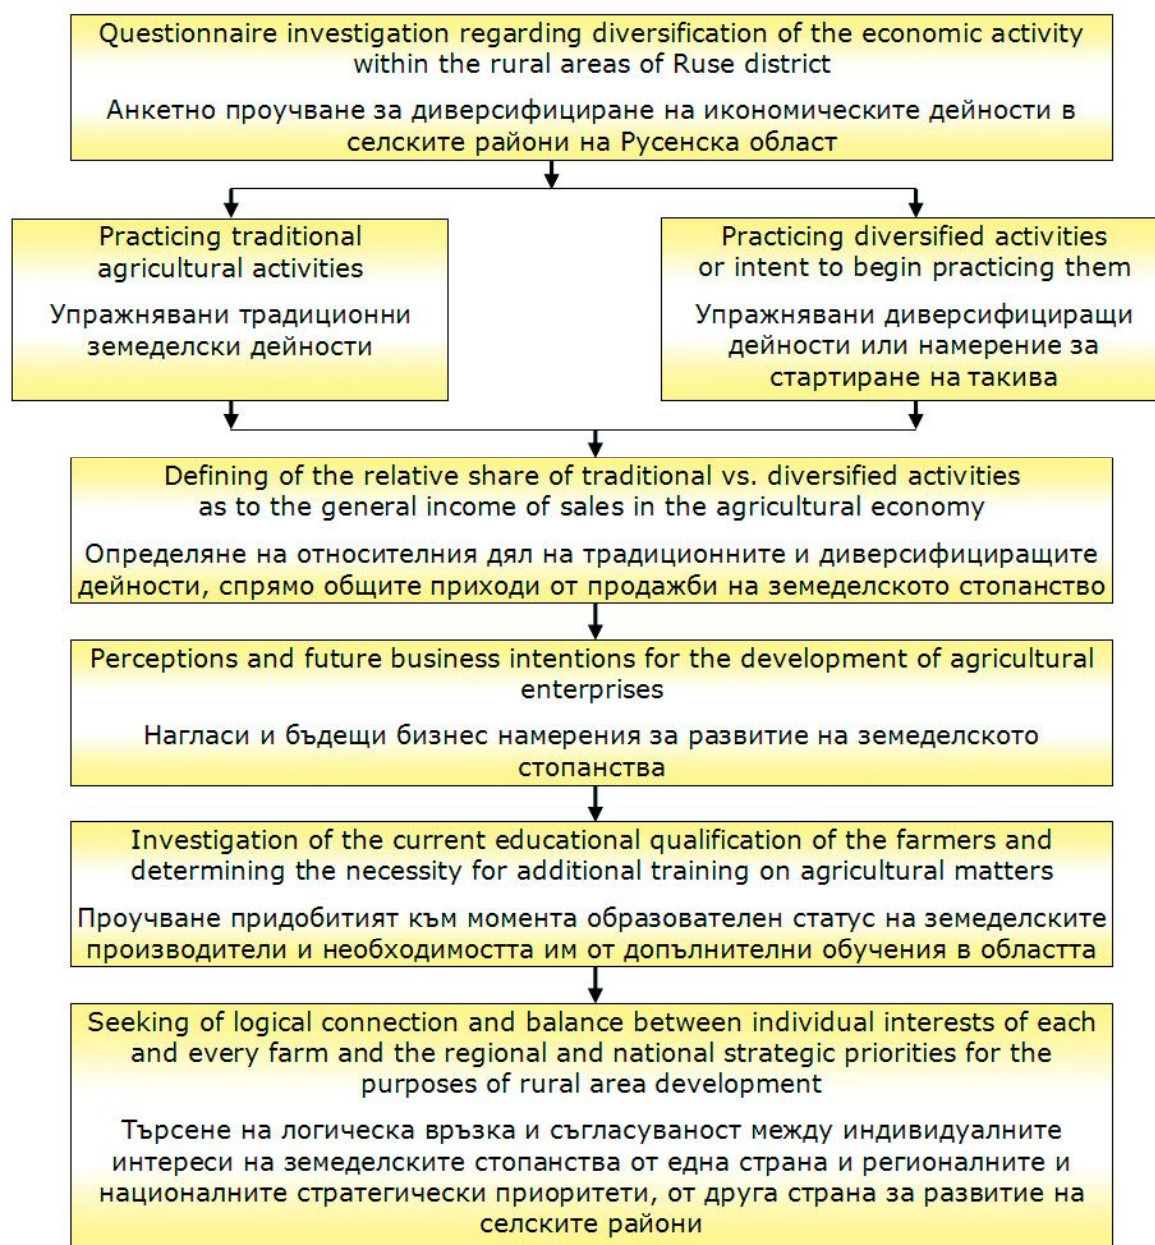 Questionnaire investigation regarding diversification of the economic activity
within the rural areas of Ruse district
Анкетно проучване за диверсифициране на икономическите дейности в
селските райони на Русенска област
Practicing traditional
agricultural activities
Упражнявани традиционни
земеделски дейности
Practicing diversified activities
or intent to begin practicing them
Упражнявани диверсифициращи
дейности или намерение за
стартиране на такива
Defining of the relative share of traditional vs. diversified activities
as to the general income of sales in the agricultural economy
Определяне на относителния дял на традиционните и диверсифициращите
дейности, спрямо общите приходи от продажби на земеделското стопанство
Perceptions and future business intentions for the development of agricultural
enterprises
Нагласи и бъдещи бизнес намерения за развитие на земеделското
стопанства
Investigation of the current educational qualification of the farmers and
determining the necessity for additional training on agricultural matters
Проучване придобитият към момента образователен статус на земеделските
производители и необходимостта им от допълнителни обучения в областта
Seeking of logical connection and balance between individual interests of each
and every farm and the regional and national strategic priorities for the
purposes of rural area development
Търсене на логическа връзка и съгласуваност между индивидуалните
интереси на земеделските стопанства от една страна и регионалните и
националните стратегически приоритети, от друга страна за развитие на
селските райони